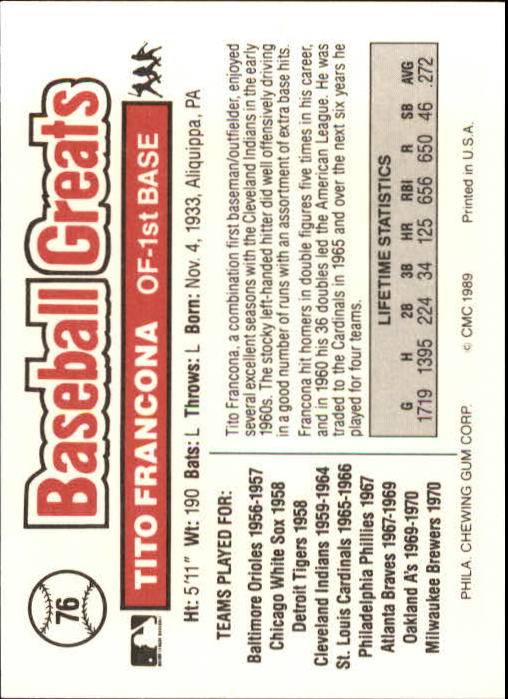 76
Baseball Greats
MAJOR LEAGUE BASEBALL
TITO FRANCONA OF-1st BASE
Ht: 5'11" Wt: 190 Bats: L Throws: L Born: Nov. 4, 1933, Aliquippa, PA
TEAMS PLAYED FOR:
Baltimore Orioles 1956-1957
Chicago White Sox 1958
Detroit Tigers 1958
Cleveland Indians 1959-1964
St. Louis Cardinals 1965-1966
Philadelphia Phillies 1967
Atlanta Braves 1967-1969
Oakland A's 1969-1970
Milwaukee Brewers 1970
Tito Francona, a combination first baseman/outfielder, enjoyed
several excellent seasons with the Cleveland Indians in the early
1960s. The stocky left-handed hitter did well offensively driving
in a good number of runs with an assortment of extra base hits.
Francona hit homers in double figures five times in his career,
and in 1960 his 36 doubles led the American League. He was
traded to the Cardinals in 1965 and over the next six years he
played for four teams.
LIFETIME STATISTICS
G H 2B 3B HR RBI R SB AVG
1719 1395 224 34 125 656 650 46 .272
PHILA. CHEWING GUM CORP. © CMC 1989 Printed in U.S.A.